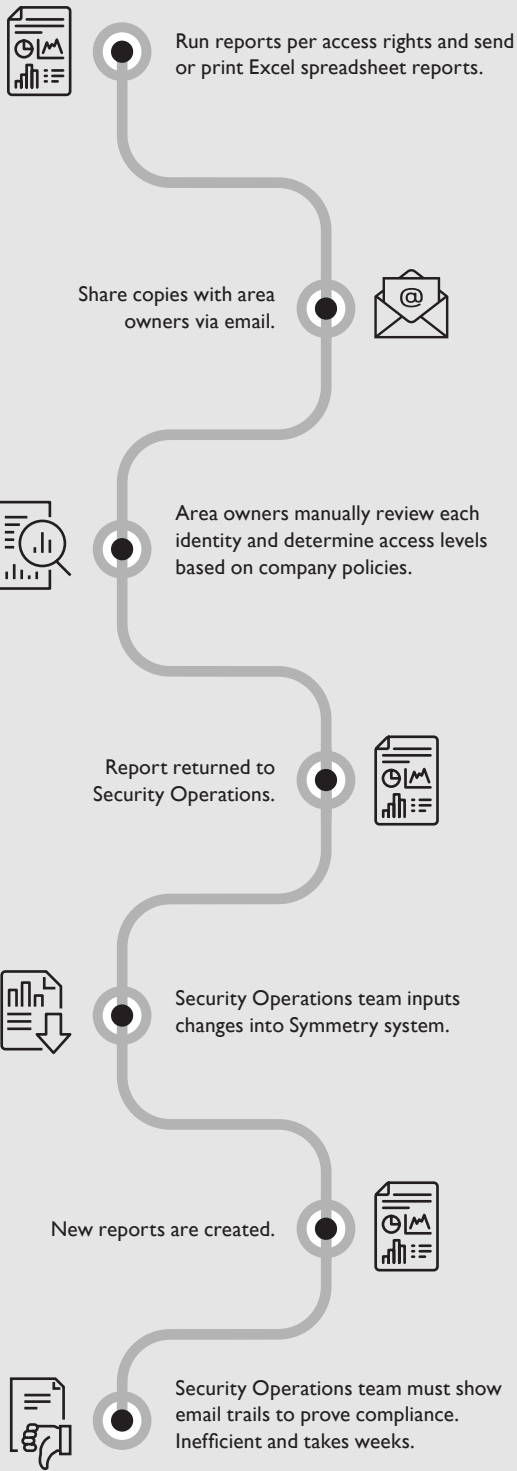 Run reports per access rights and send
or print Excel spreadsheet reports.
Share copies with area
owners via email.
@
Area owners manually review each
identity and determine access levels
based on company policies.
Report returned to
Security Operations.
Security Operations team inputs
changes into Symmetry system.
New reports are created.
Security Operations team must show
email trails to prove compliance.
Inefficient and takes weeks.